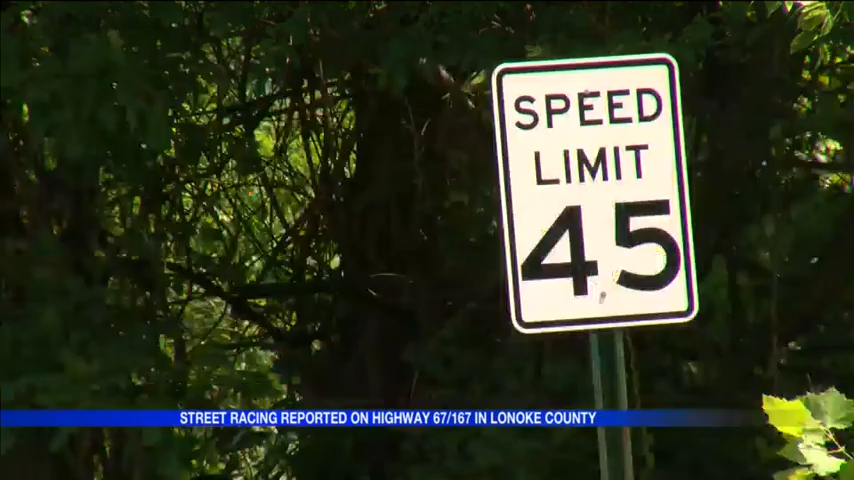 SPEED
LIMIT
45
STREET RACING REPORTED ON HIGHWAY 67/167 IN LONOKE COUNTY